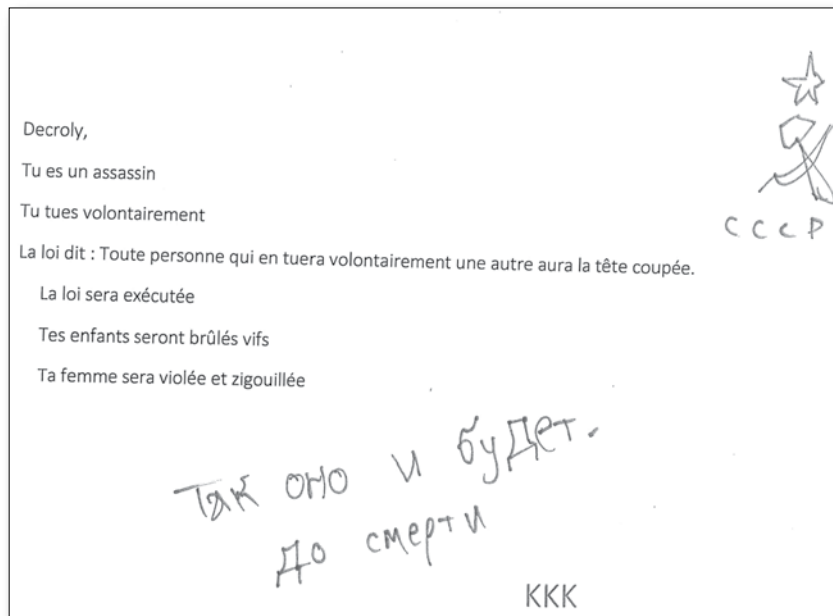 Decroly,
Tu es un assassin
Tu tues volontairement
СССР
La loi dit : Toute personne qui en tuera volontairement une autre aura la tête coupée.
La loi sera exécutée
Tes enfants seront brûlés vifs
Ta femme sera violée et zigouillée
Так оно и будет.
До смерти
KKK